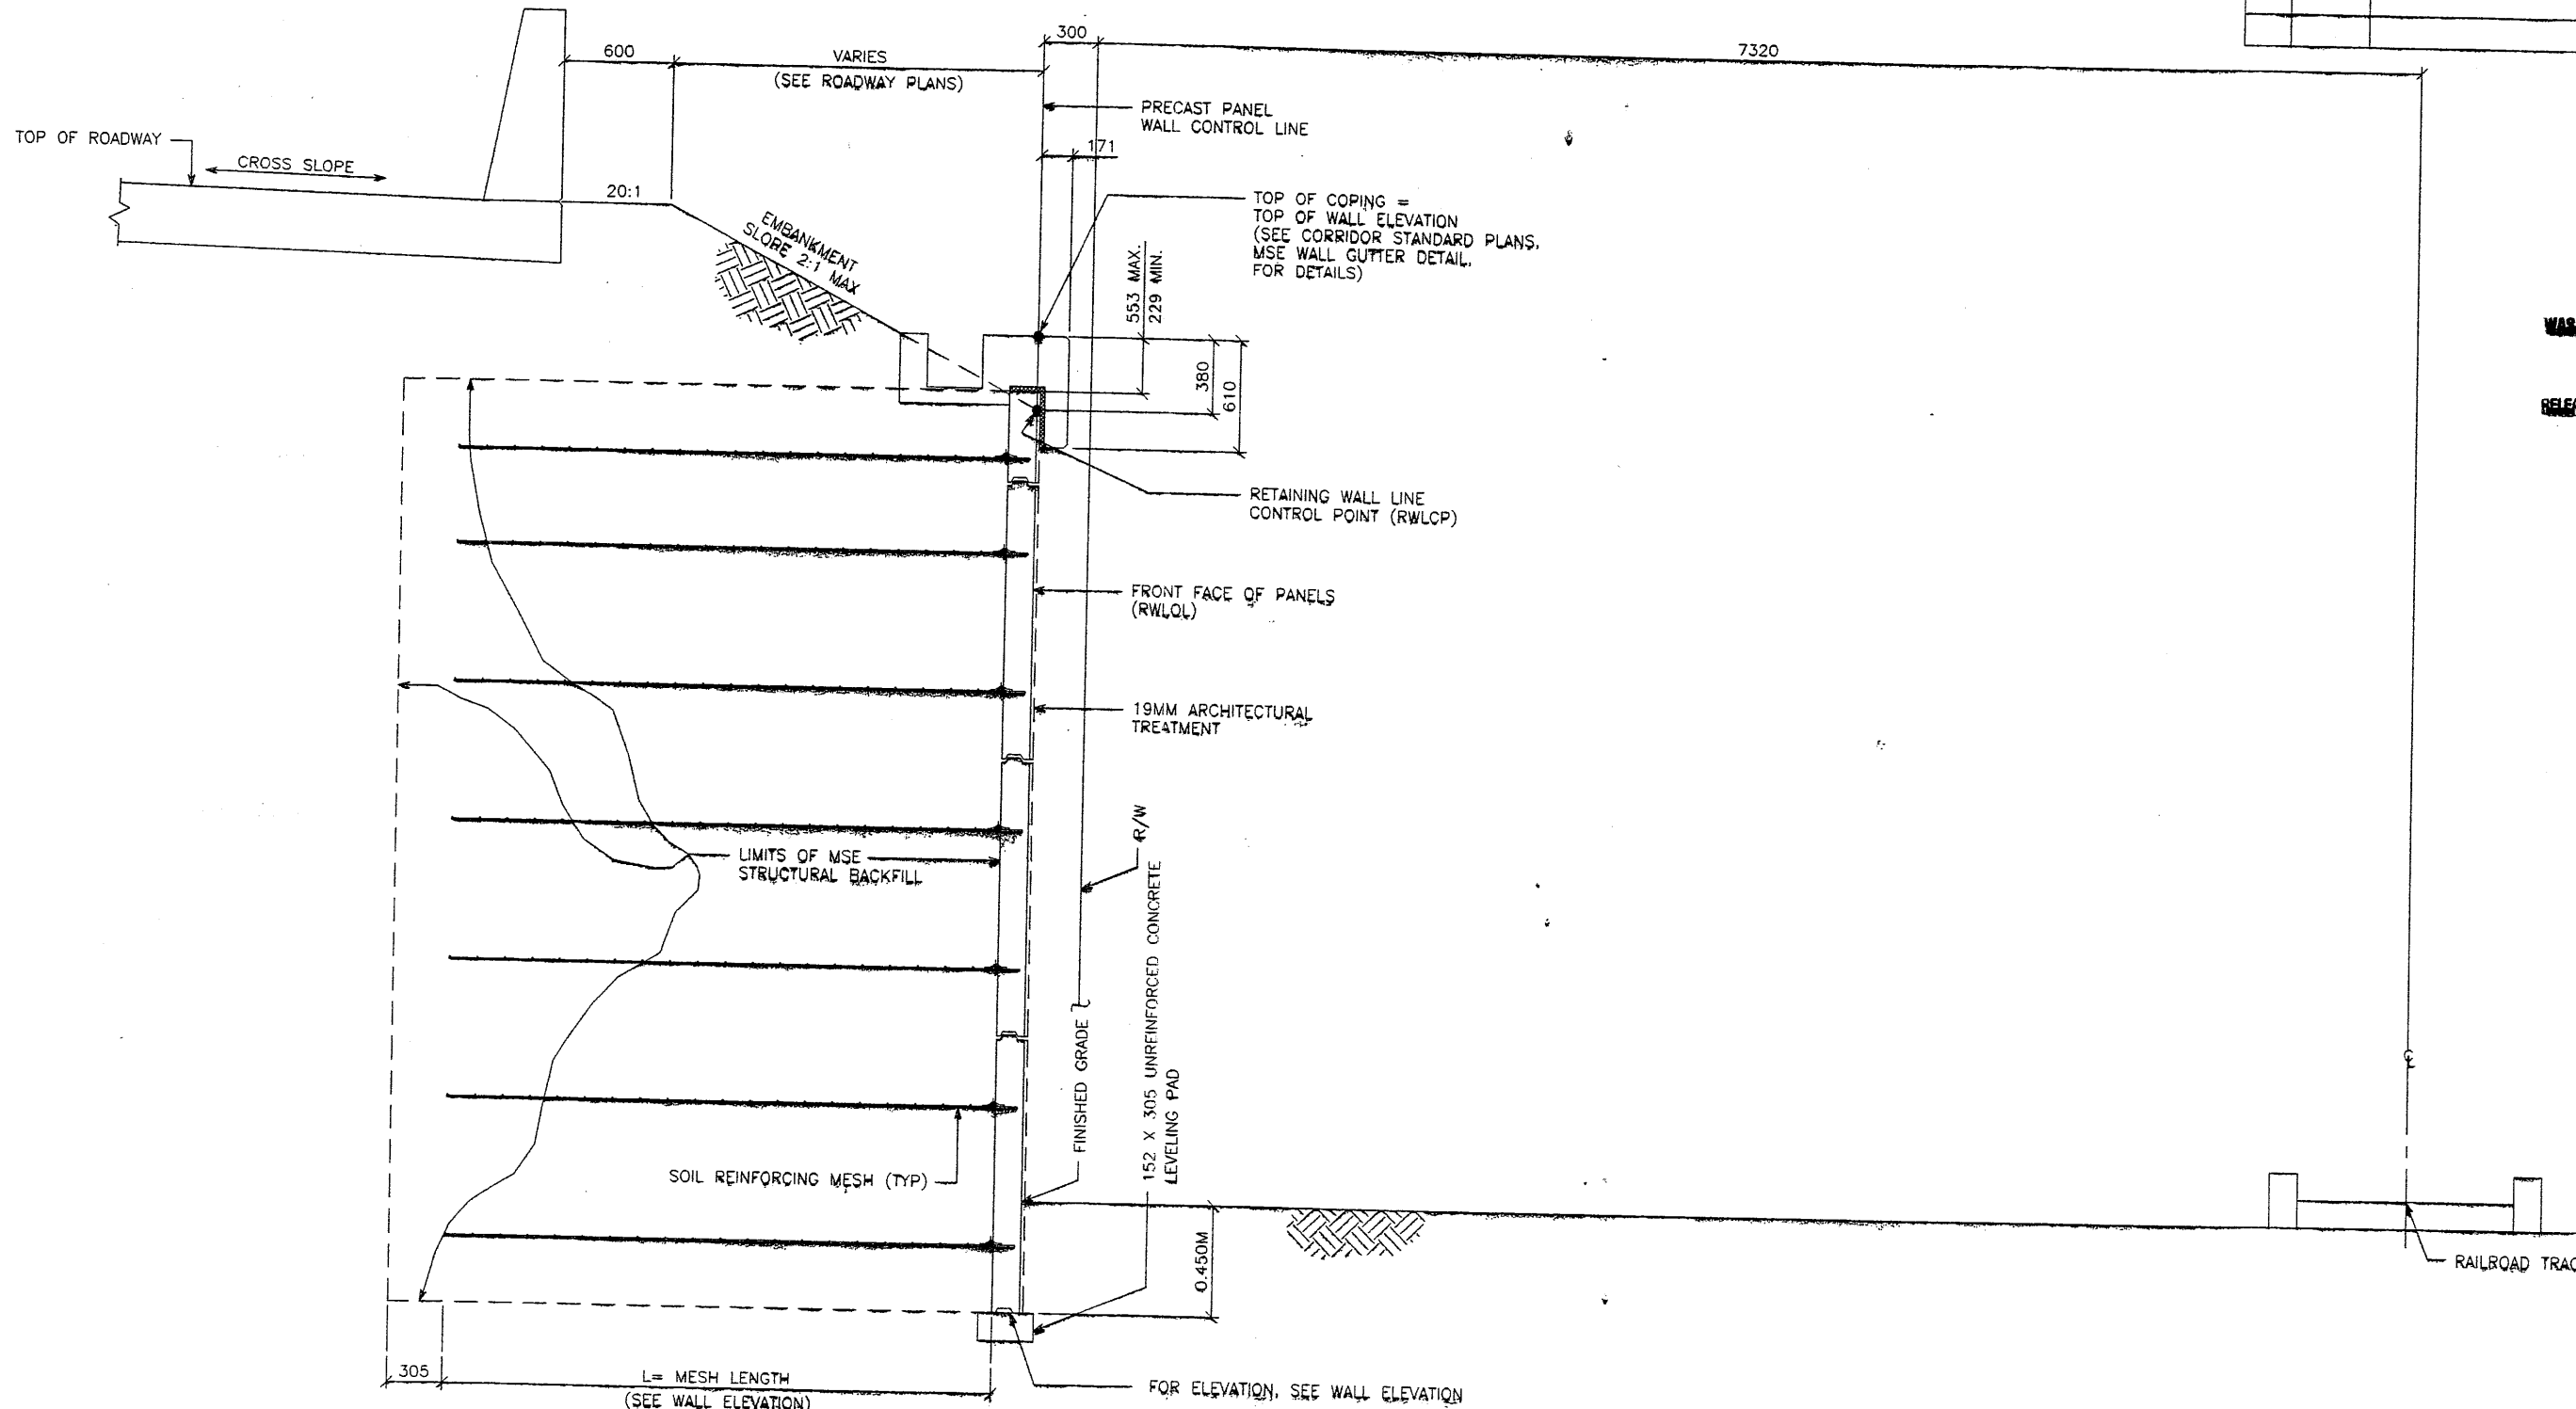 600
VARIES
(SEE ROADWAY PLANS)
300
7320
PRECAST PANEL
WALL CONTROL LINE
171
TOP OF ROADWAY
CROSS SLOPE
20:1
EMBANKMENT
SLOPE 2:1 MAX
TOP OF COPING =
TOP OF WALL ELEVATION
(SEE CORRIDOR STANDARD PLANS,
MSE WALL GUTTER DETAIL,
FOR DETAILS)
553 MAX.
229 MIN.
380
610
WAS
RELEA
RETAINING WALL LINE
CONTROL POINT (RWLCP)
FRONT FACE OF PANELS
(RWLOL)
19MM ARCHITECTURAL
TREATMENT
R/W
LIMITS OF MSE
STRUCTURAL BACKFILL
FINISHED GRADE
152 X 305 UNREINFORCED CONCRETE
LEVELING PAD
SOIL REINFORCING MESH (TYP)
0.450M
RAILROAD TRAC
305
L= MESH LENGTH
(SEE WALL ELEVATION)
FOR ELEVATION, SEE WALL ELEVATION